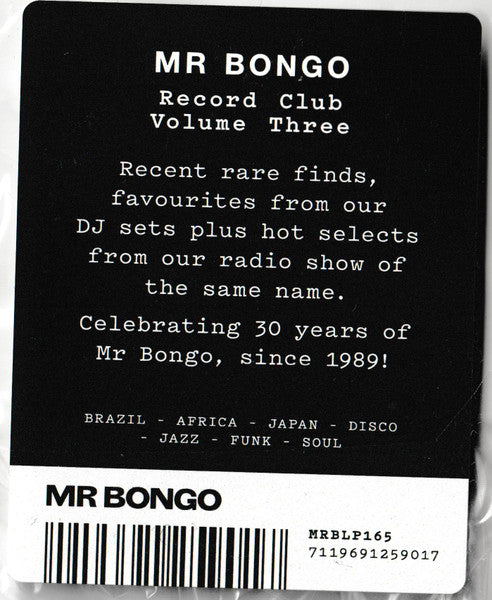 MR BONGO
Record Club
Volume Three
Recent rare finds,
favourites from our
DJ sets plus hot selects
from our radio show of
the same name.
Celebrating 30 years of
Mr Bongo, since 1989!
BRAZIL - AFRICA - JAPAN - DISCO
- JAZZ - FUNK - SOUL
MR BONGO
MRBLP165
7119691259017